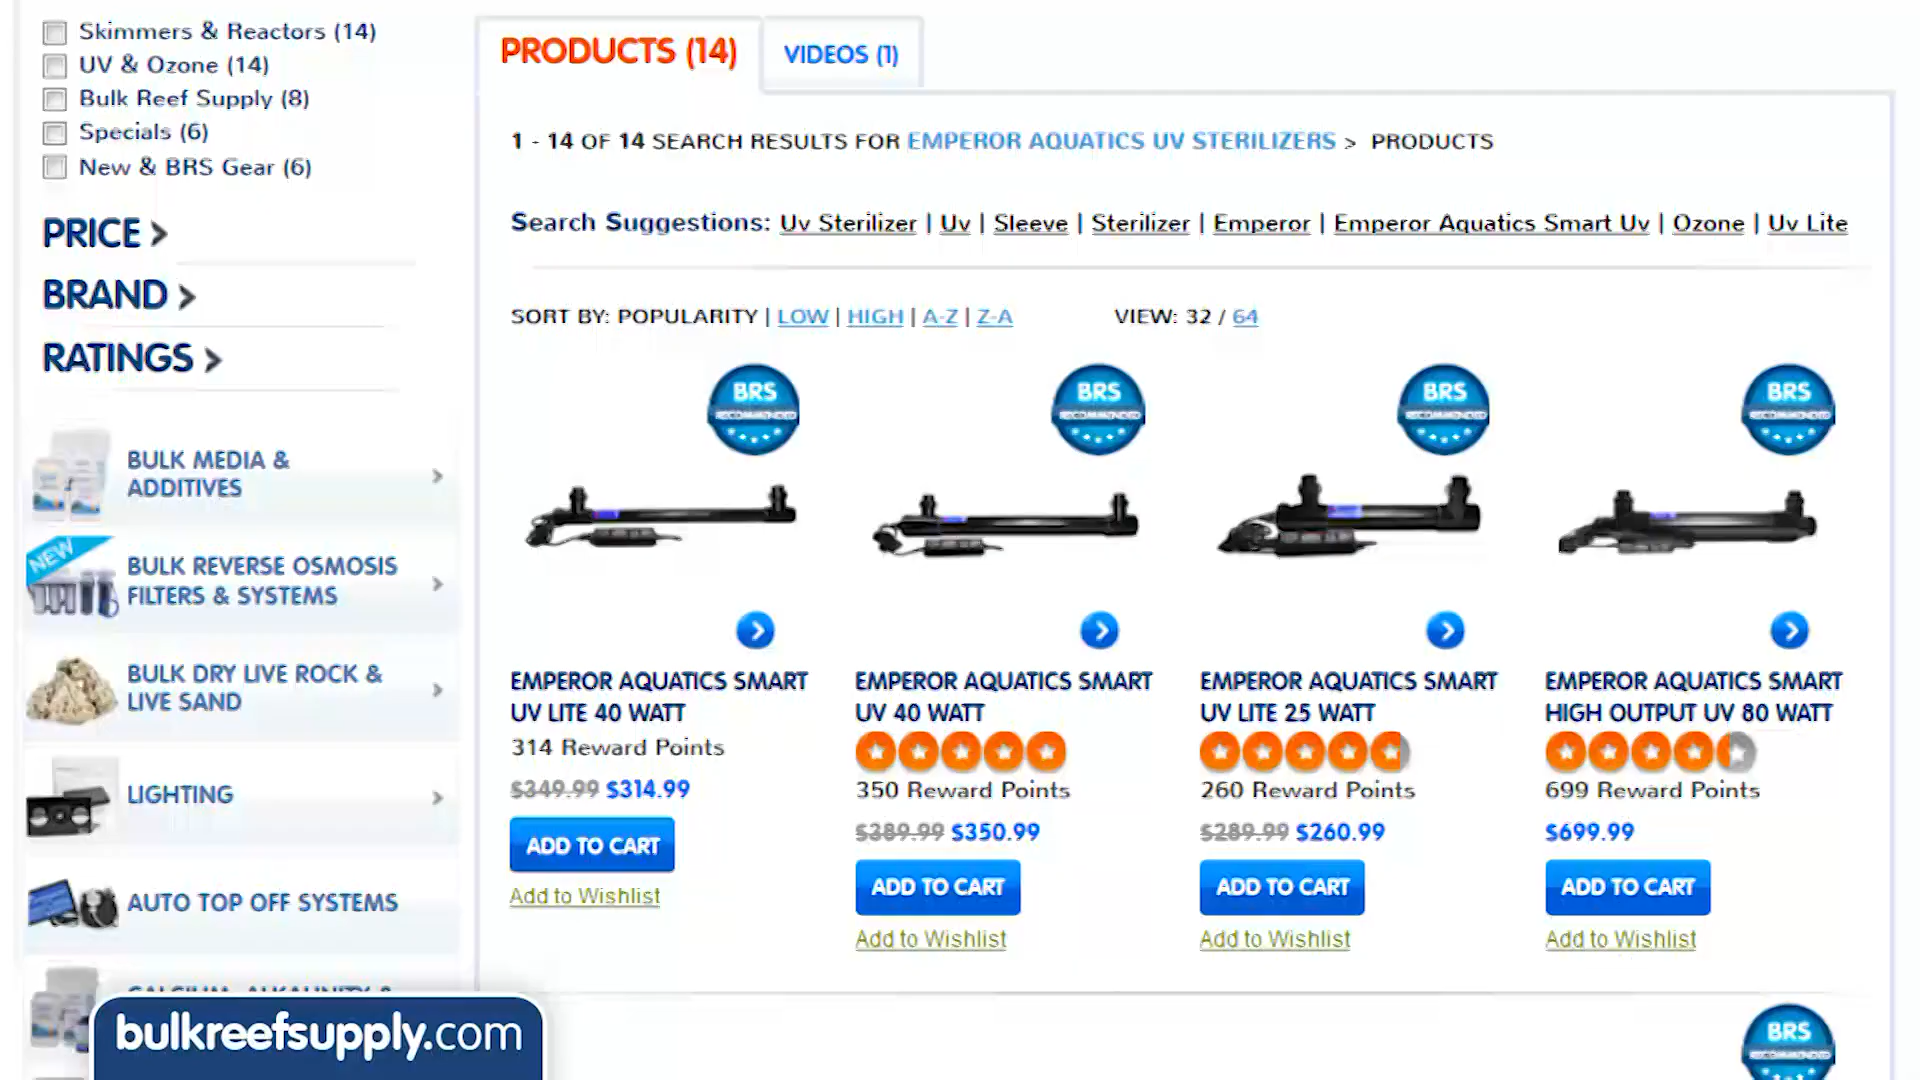 Skimmers & Reactors (14)
UV & Ozone (14)
Bulk Reef Supply (8)
Specials (6)
New & BRS Gear (6)
PRICE >
BRAND >
RATINGS >
BULK MEDIA &
ADDITIVES
NEW
BULK REVERSE OSMOSIS
FILTERS & SYSTEMS
BULK DRY LIVE ROCK &
LIVE SAND
LIGHTING
AUTO TOP OFF SYSTEMS
CALCIUM, ALKALINITY &
bulkreefsupply.com
PRODUCTS (14)
VIDEOS (1)
1 - 14 OF 14 SEARCH RESULTS FOR EMPEROR AQUATICS UV STERILIZERS > PRODUCTS
Search Suggestions: Uv Sterilizer | Uv | Sleeve | Sterilizer | Emperor | Emperor Aquatics Smart Uv | Ozone | Uv Lite
SORT BY: POPULARITY | LOW | HIGH | A-Z | Z-A
VIEW: 32 / 64
BRS
RECOMMENDED
EMPEROR AQUATICS SMART
UV LITE 40 WATT
314 Reward Points
$349.99 $314.99
ADD TO CART
Add to Wishlist
BRS
RECOMMENDED
EMPEROR AQUATICS SMART
UV 40 WATT
350 Reward Points
$389.99 $350.99
ADD TO CART
Add to Wishlist
BRS
RECOMMENDED
EMPEROR AQUATICS SMART
UV LITE 25 WATT
260 Reward Points
$289.99 $260.99
ADD TO CART
Add to Wishlist
BRS
RECOMMENDED
EMPEROR AQUATICS SMART
HIGH OUTPUT UV 80 WATT
699 Reward Points
$699.99
ADD TO CART
Add to Wishlist
BRS
RECOMMENDED